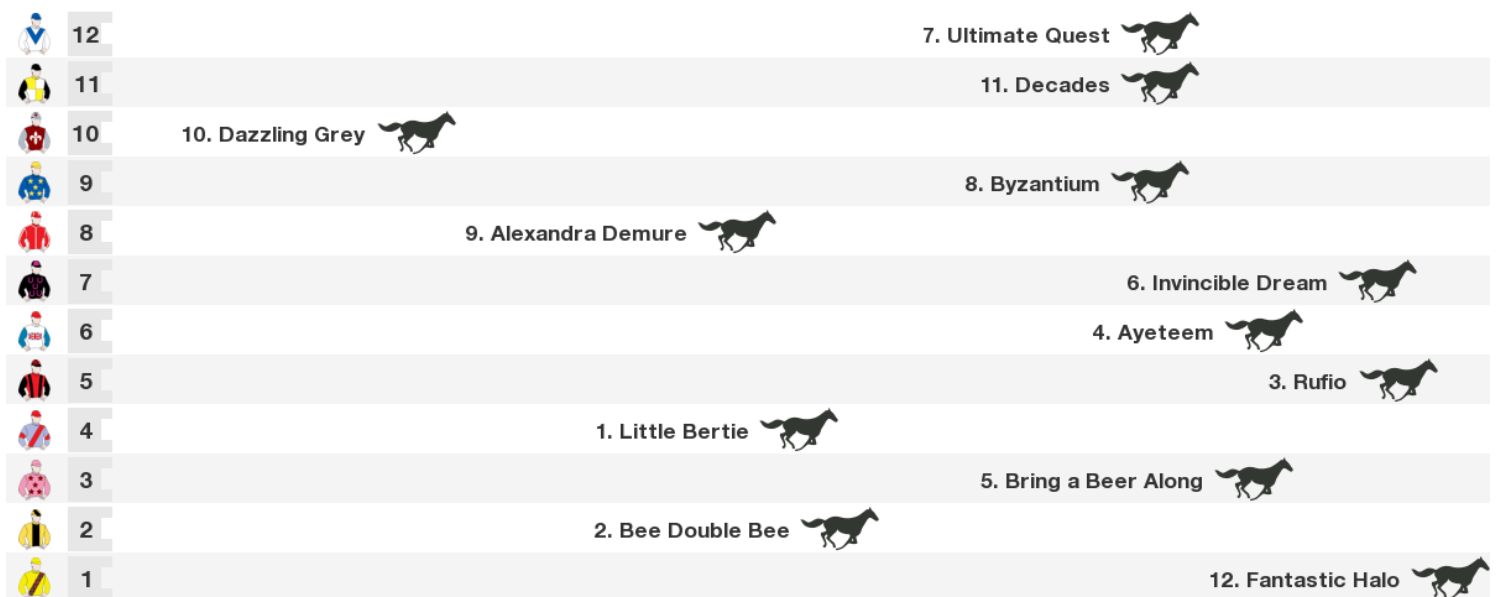 12 7. Ultimate Quest
11 11. Decades
10 10. Dazzling Grey
9 8. Byzantium
8 9. Alexandra Demure
7 6. Invincible Dream
6 4. Ayeteem
5 3. Rufio
4 1. Little Bertie
3 5. Bring a Beer Along
2 2. Bee Double Bee
1 12. Fantastic Halo